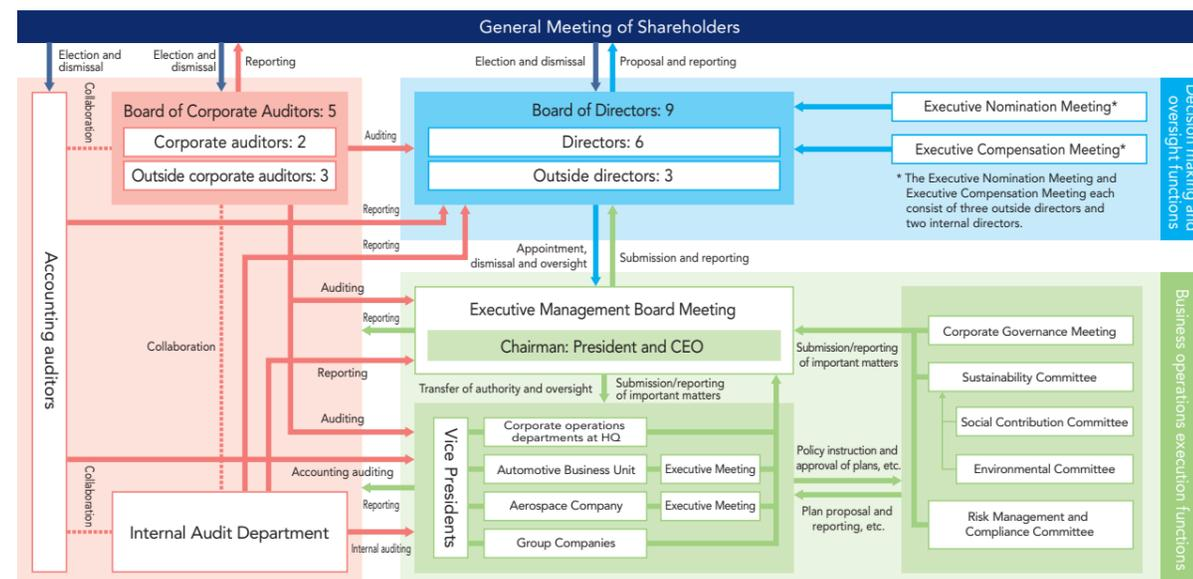 General Meeting of Shareholders
Election and
dismissal
Election and
dismissal
Reporting
Election and dismissal
Proposal and reporting
Collaboration
Board of Corporate Auditors: 5
Corporate auditors: 2
Outside corporate auditors: 3
Auditing
Board of Directors: 9
Directors: 6
Outside directors: 3
Executive Nomination Meeting*
Executive Compensation Meeting*
* The Executive Nomination Meeting and
Executive Compensation Meeting each
consist of three outside directors and
two internal directors.
Decision making and
oversight functions
Reporting
Reporting
Appointment,
dismissal and oversight
Submission and reporting
Accounting auditors
Auditing
Reporting
Collaboration
Reporting
Executive Management Board Meeting
Chairman: President and CEO
Submission/reporting
of important matters
Corporate Governance Meeting
Sustainability Committee
Social Contribution Committee
Environmental Committee
Risk Management and
Compliance Committee
Business operations execution functions
Transfer of authority and oversight
Submission/reporting
of important matters
Auditing
Vice Presidents
Corporate operations
departments at HQ
Automotive Business Unit
Executive Meeting
Aerospace Company
Executive Meeting
Group Companies
Policy instruction and
approval of plans, etc.
Plan proposal and
reporting, etc.
Accounting auditing
Reporting
Collaboration
Internal Audit Department
Internal auditing